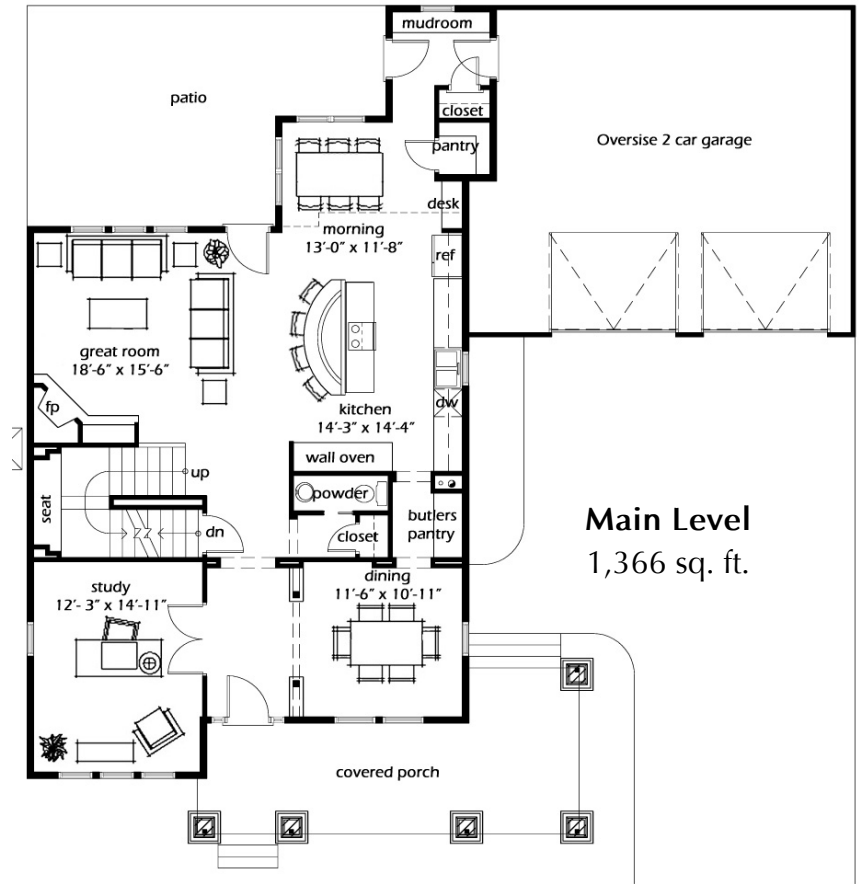 mudroom
patio
closet
Oversise 2 car garage
pantry
desk
morning
13'-0" x 11'-8"
ref
great room
18'-6" x 15'-6"
fp
kitchen
14'-3" x 14'-4"
dw
wall oven
up
seat
powder
butlers
pantry
dn
closet
Main Level
1,366 sq. ft.
study
12'- 3" x 14'-11"
dining
11'-6" x 10'-11"
covered porch